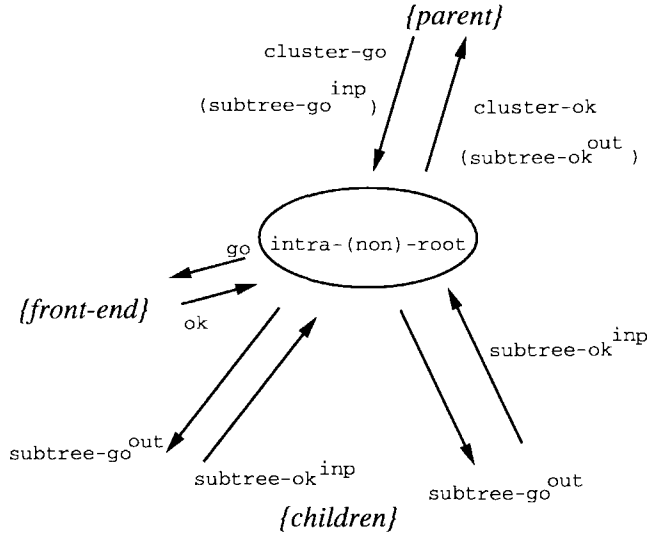 {parent}
cluster-go
(subtree-go^inp)
cluster-ok
(subtree-ok^out)
intra-(non)-root
go
{front-end}
ok
subtree-ok^inp
subtree-go^out
subtree-ok^inp
subtree-go^out
{children}